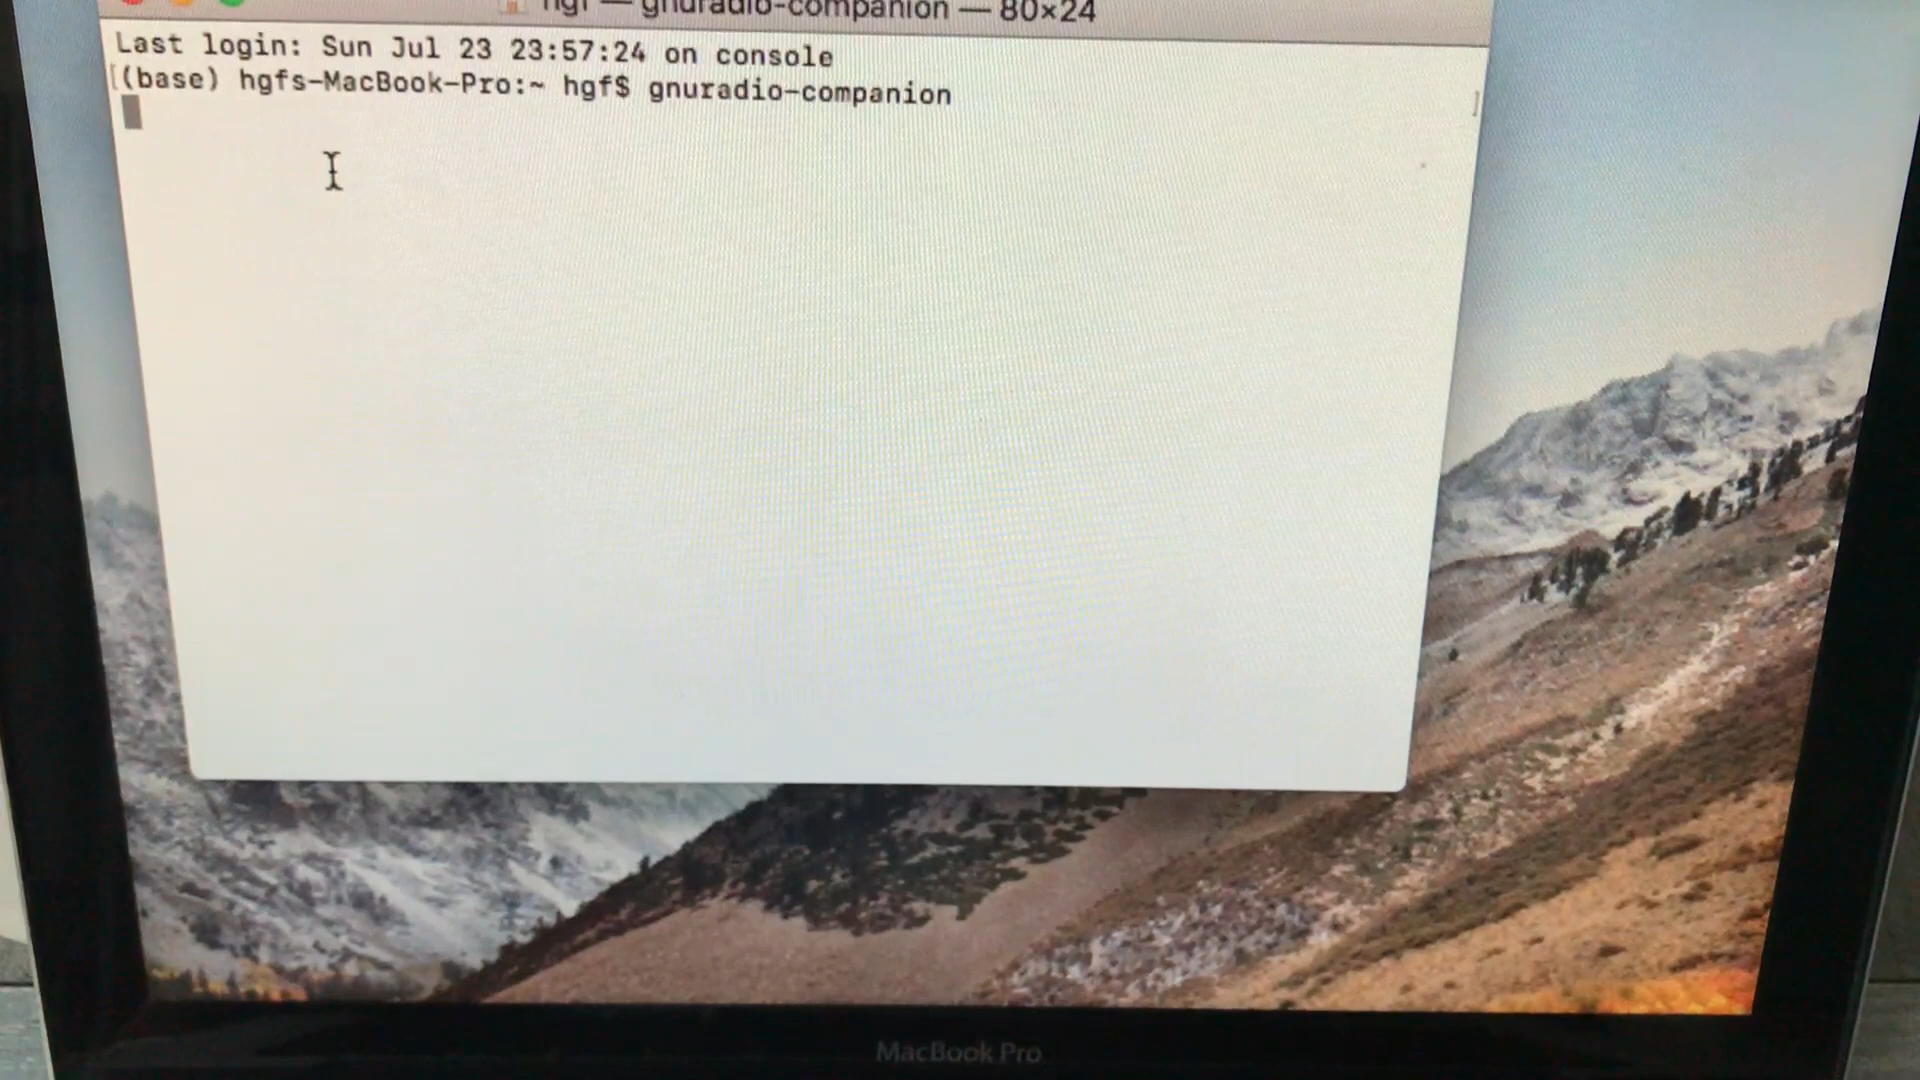 hgf — gnuradio-companion — 80×24
Last login: Sun Jul 23 23:57:24 on console
[(base) hgfs-MacBook-Pro:~ hgf$ gnuradio-companion ]
MacBook Pro